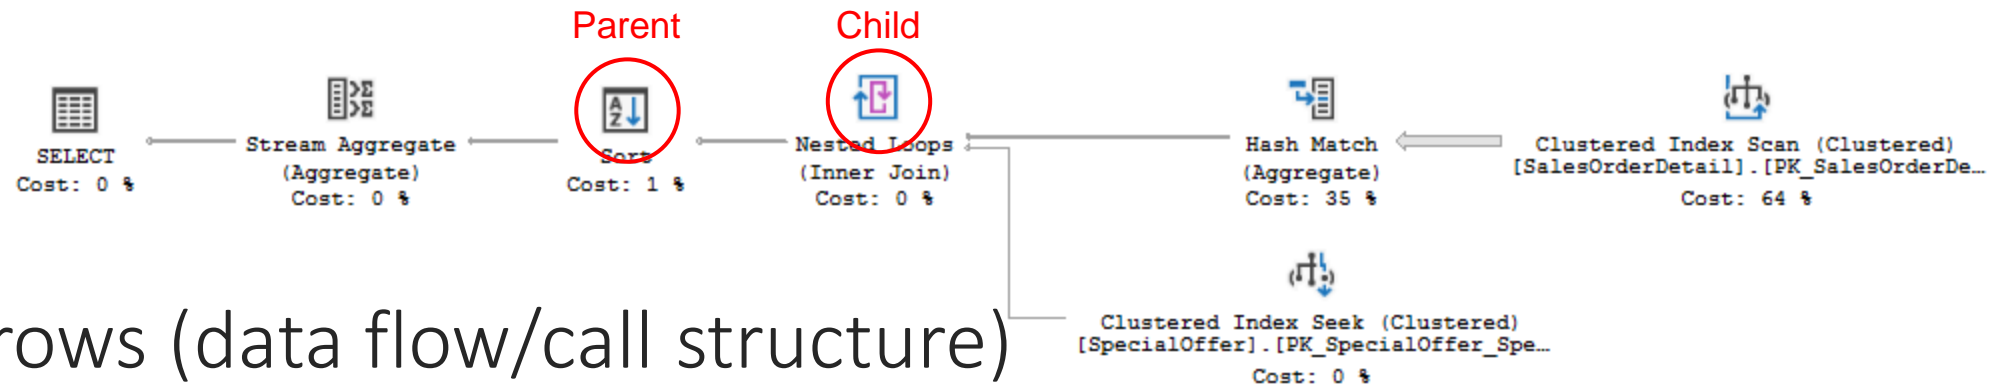 Parent
Child
SELECT
Cost: 0 %
Stream Aggregate
(Aggregate)
Cost: 0 %
Sort
Cost: 1 %
Nested Loops
(Inner Join)
Cost: 0 %
Hash Match
(Aggregate)
Cost: 35 %
Clustered Index Scan (Clustered)
[SalesOrderDetail].[PK_SalesOrderDe…
Cost: 64 %
Clustered Index Seek (Clustered)
[SpecialOffer].[PK_SpecialOffer_Spe…
Cost: 0 %
rows (data flow/call structure)